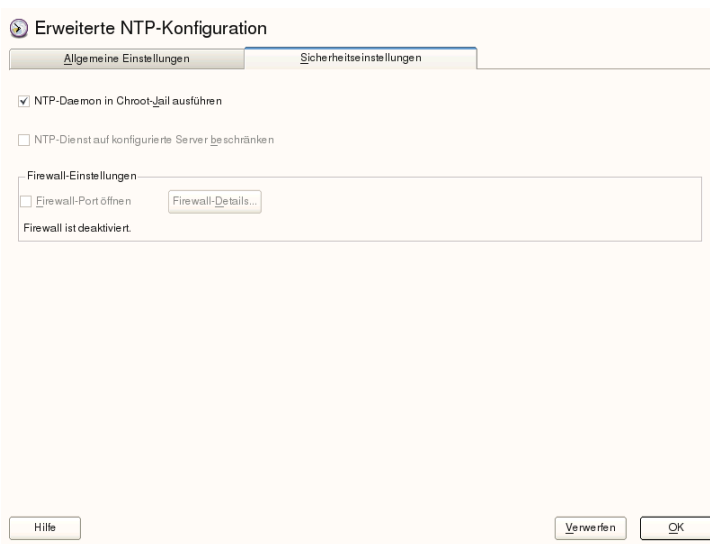 Erweiterte NTP-Konfiguration
Allgemeine Einstellungen
Sicherheitseinstellungen
NTP-Daemon in Chroot-Jail ausführen
NTP-Dienst auf konfigurierte Server beschränken
Firewall-Einstellungen
Firewall-Port öffnen
Firewall-Details...
Firewall ist deaktiviert.
Hilfe
Verwerfen
OK